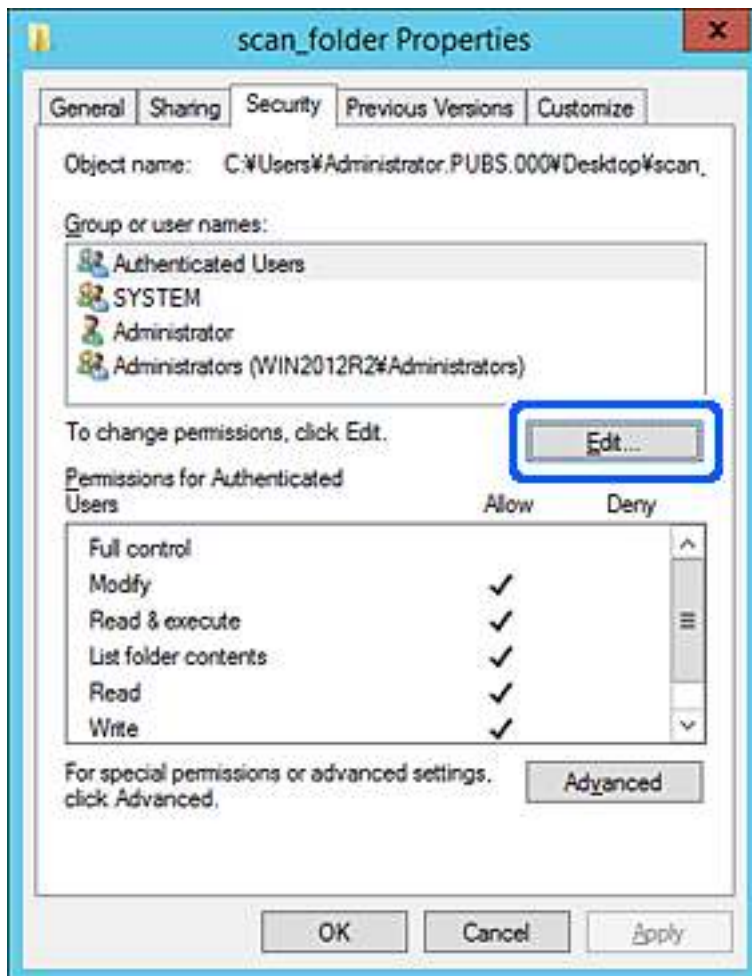 scan_folder Properties
General Sharing Security Previous Versions Customize
Object name: C:¥Users¥Administrator.PUBS.000¥Desktop¥scan_
Group or user names:
Authenticated Users
SYSTEM
Administrator
Administrators (WIN2012R2¥Administrators)
To change permissions, click Edit.
Edit...
Permissions for Authenticated
Users Allow Deny
Full control
Modify
Read & execute
List folder contents
Read
Write
For special permissions or advanced settings,
click Advanced.
Advanced
OK Cancel Apply